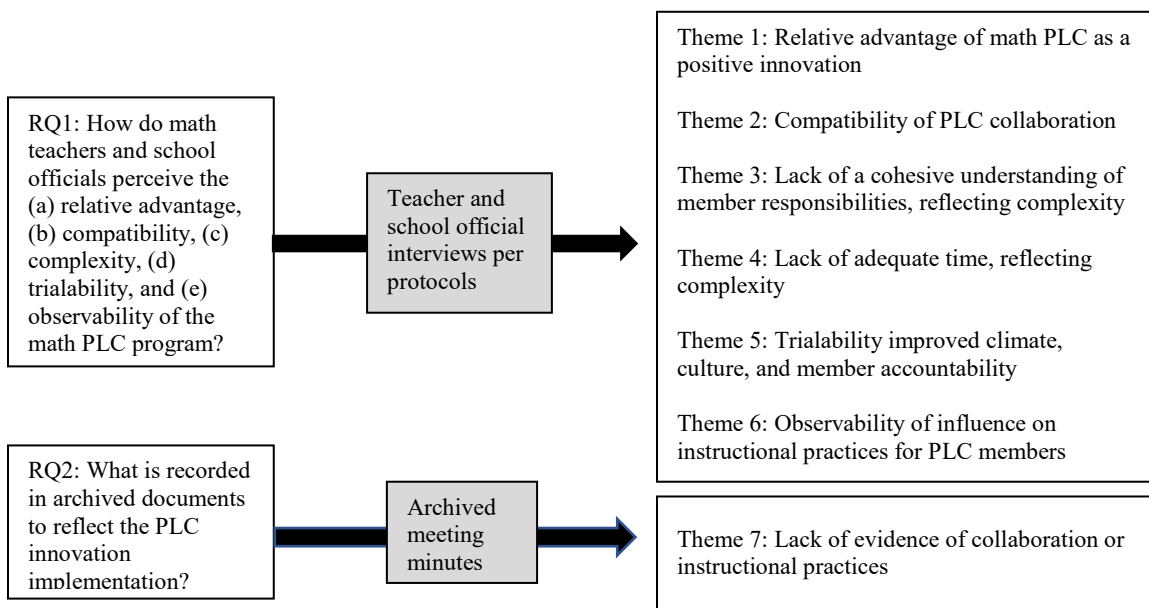 RQ1: How do math
teachers and school
officials perceive the
(a) relative advantage,
(b) compatibility, (c)
complexity, (d)
trialability, and (e)
observability of the
math PLC program?
Teacher and
school official
interviews per
protocols
Theme 1: Relative advantage of math PLC as a
positive innovation
Theme 2: Compatibility of PLC collaboration
Theme 3: Lack of a cohesive understanding of
member responsibilities, reflecting complexity
Theme 4: Lack of adequate time, reflecting
complexity
Theme 5: Trialability improved climate,
culture, and member accountability
Theme 6: Observability of influence on
instructional practices for PLC members
RQ2: What is recorded
in archived documents
to reflect the PLC
innovation
implementation?
Archived
meeting
minutes
Theme 7: Lack of evidence of collaboration or
instructional practices